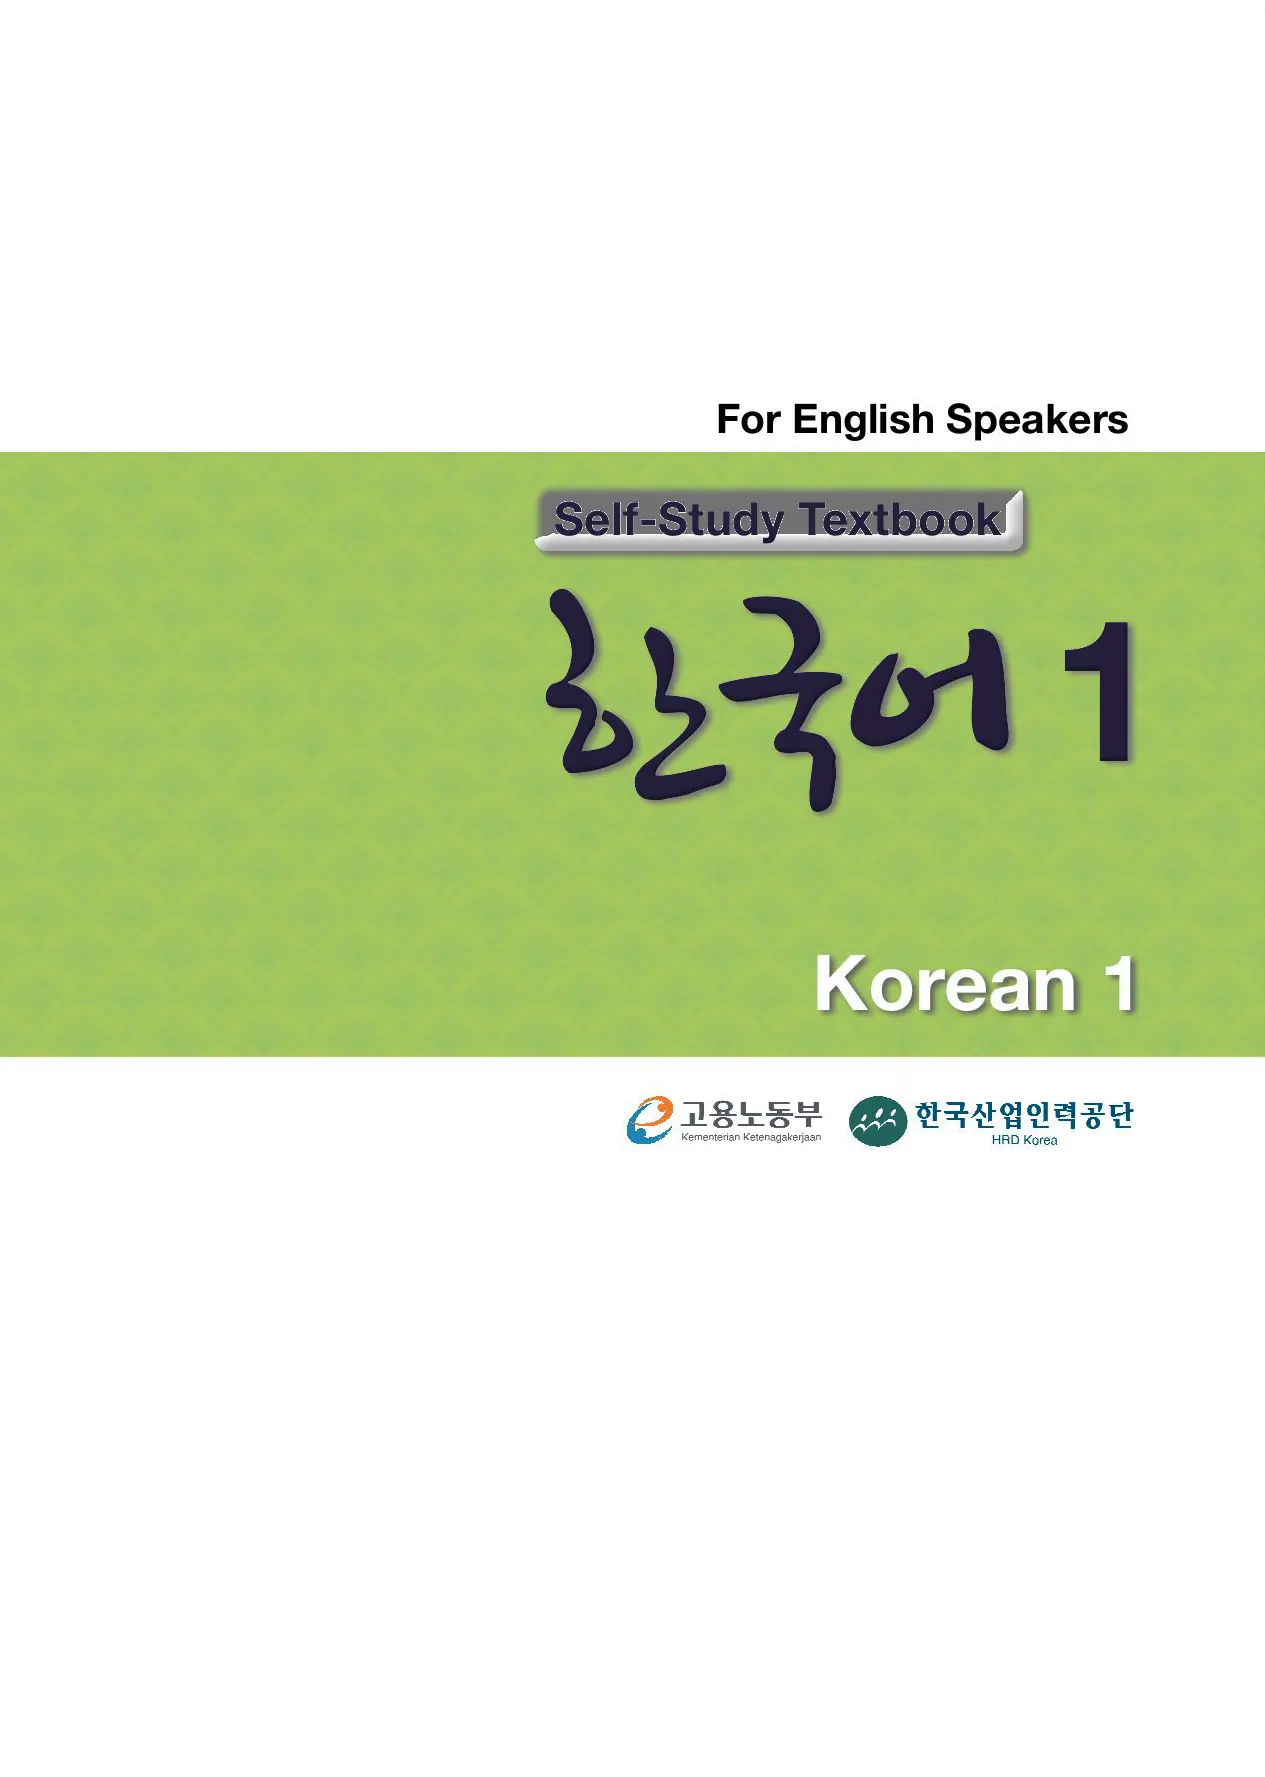 For English Speakers
Self-Study Textbook
한국어 1
Korean 1
고용노동부
Kementerian Ketenagakerjaan
한국산업인력공단
HRD Korea